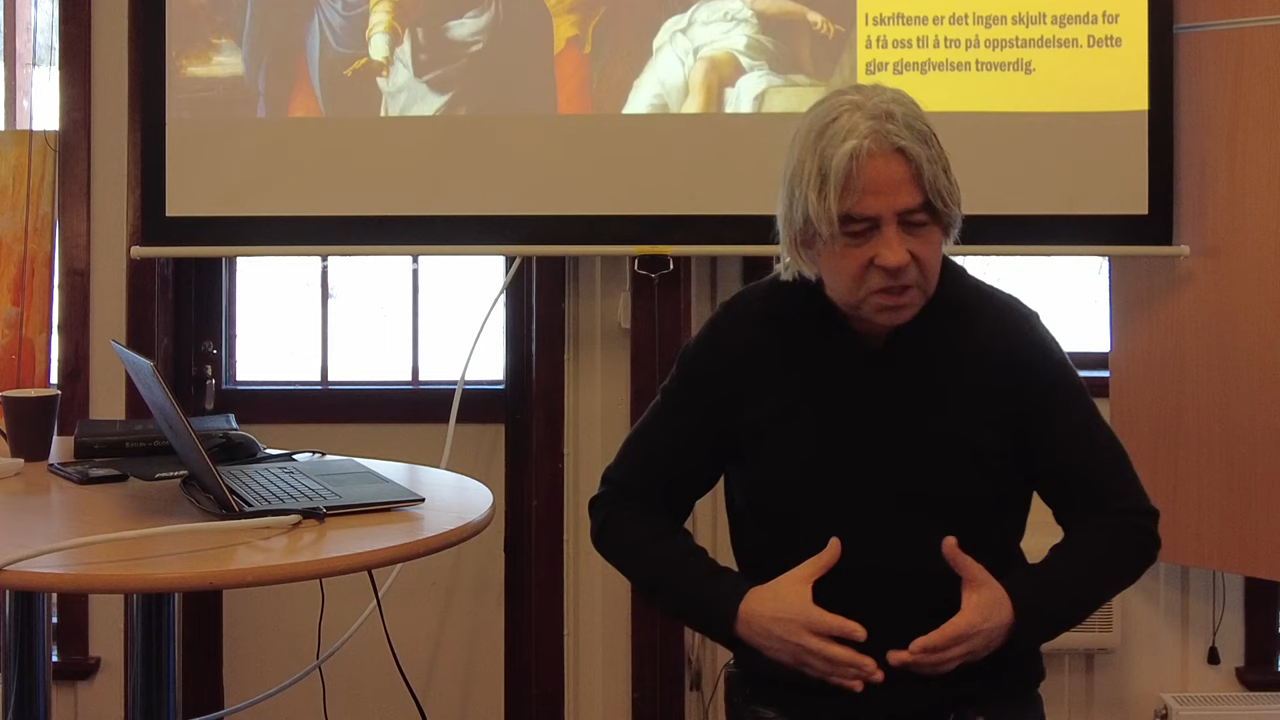 I skriftene er det ingen skjult agenda for
å få oss til å tro på oppstandelsen. Dette
gjør gjengivelsen troverdig.